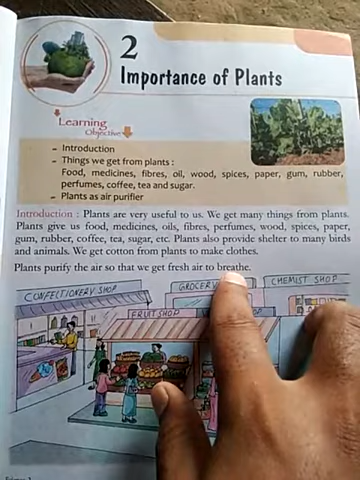 2
Importance of Plants
Learning
Objective
– Introduction
– Things we get from plants :
Food, medicines, fibres, oil, wood, spices, paper, gum, rubber,
perfumes, coffee, tea and sugar.
– Plants as air purifier
Introduction : Plants are very useful to us. We get many things from plants.
Plants give us food, medicines, oils, fibres, perfumes, wood, spices, paper,
gum, rubber, coffee, tea, sugar, etc. Plants also provide shelter to many birds
and animals. We get cotton from plants to make clothes.
Plants purify the air so that we get fresh air to breathe.
CONFECTIONERY SHOP
GROCERY
CHEMIST SHOP
FRUIT SHOP